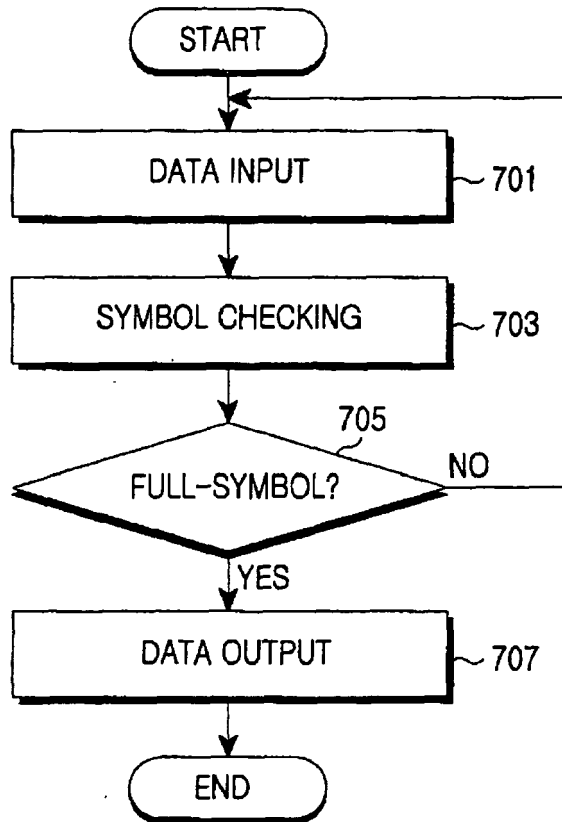 START
DATA INPUT
701
SYMBOL CHECKING
703
705
FULL-SYMBOL?
NO
YES
DATA OUTPUT
707
END